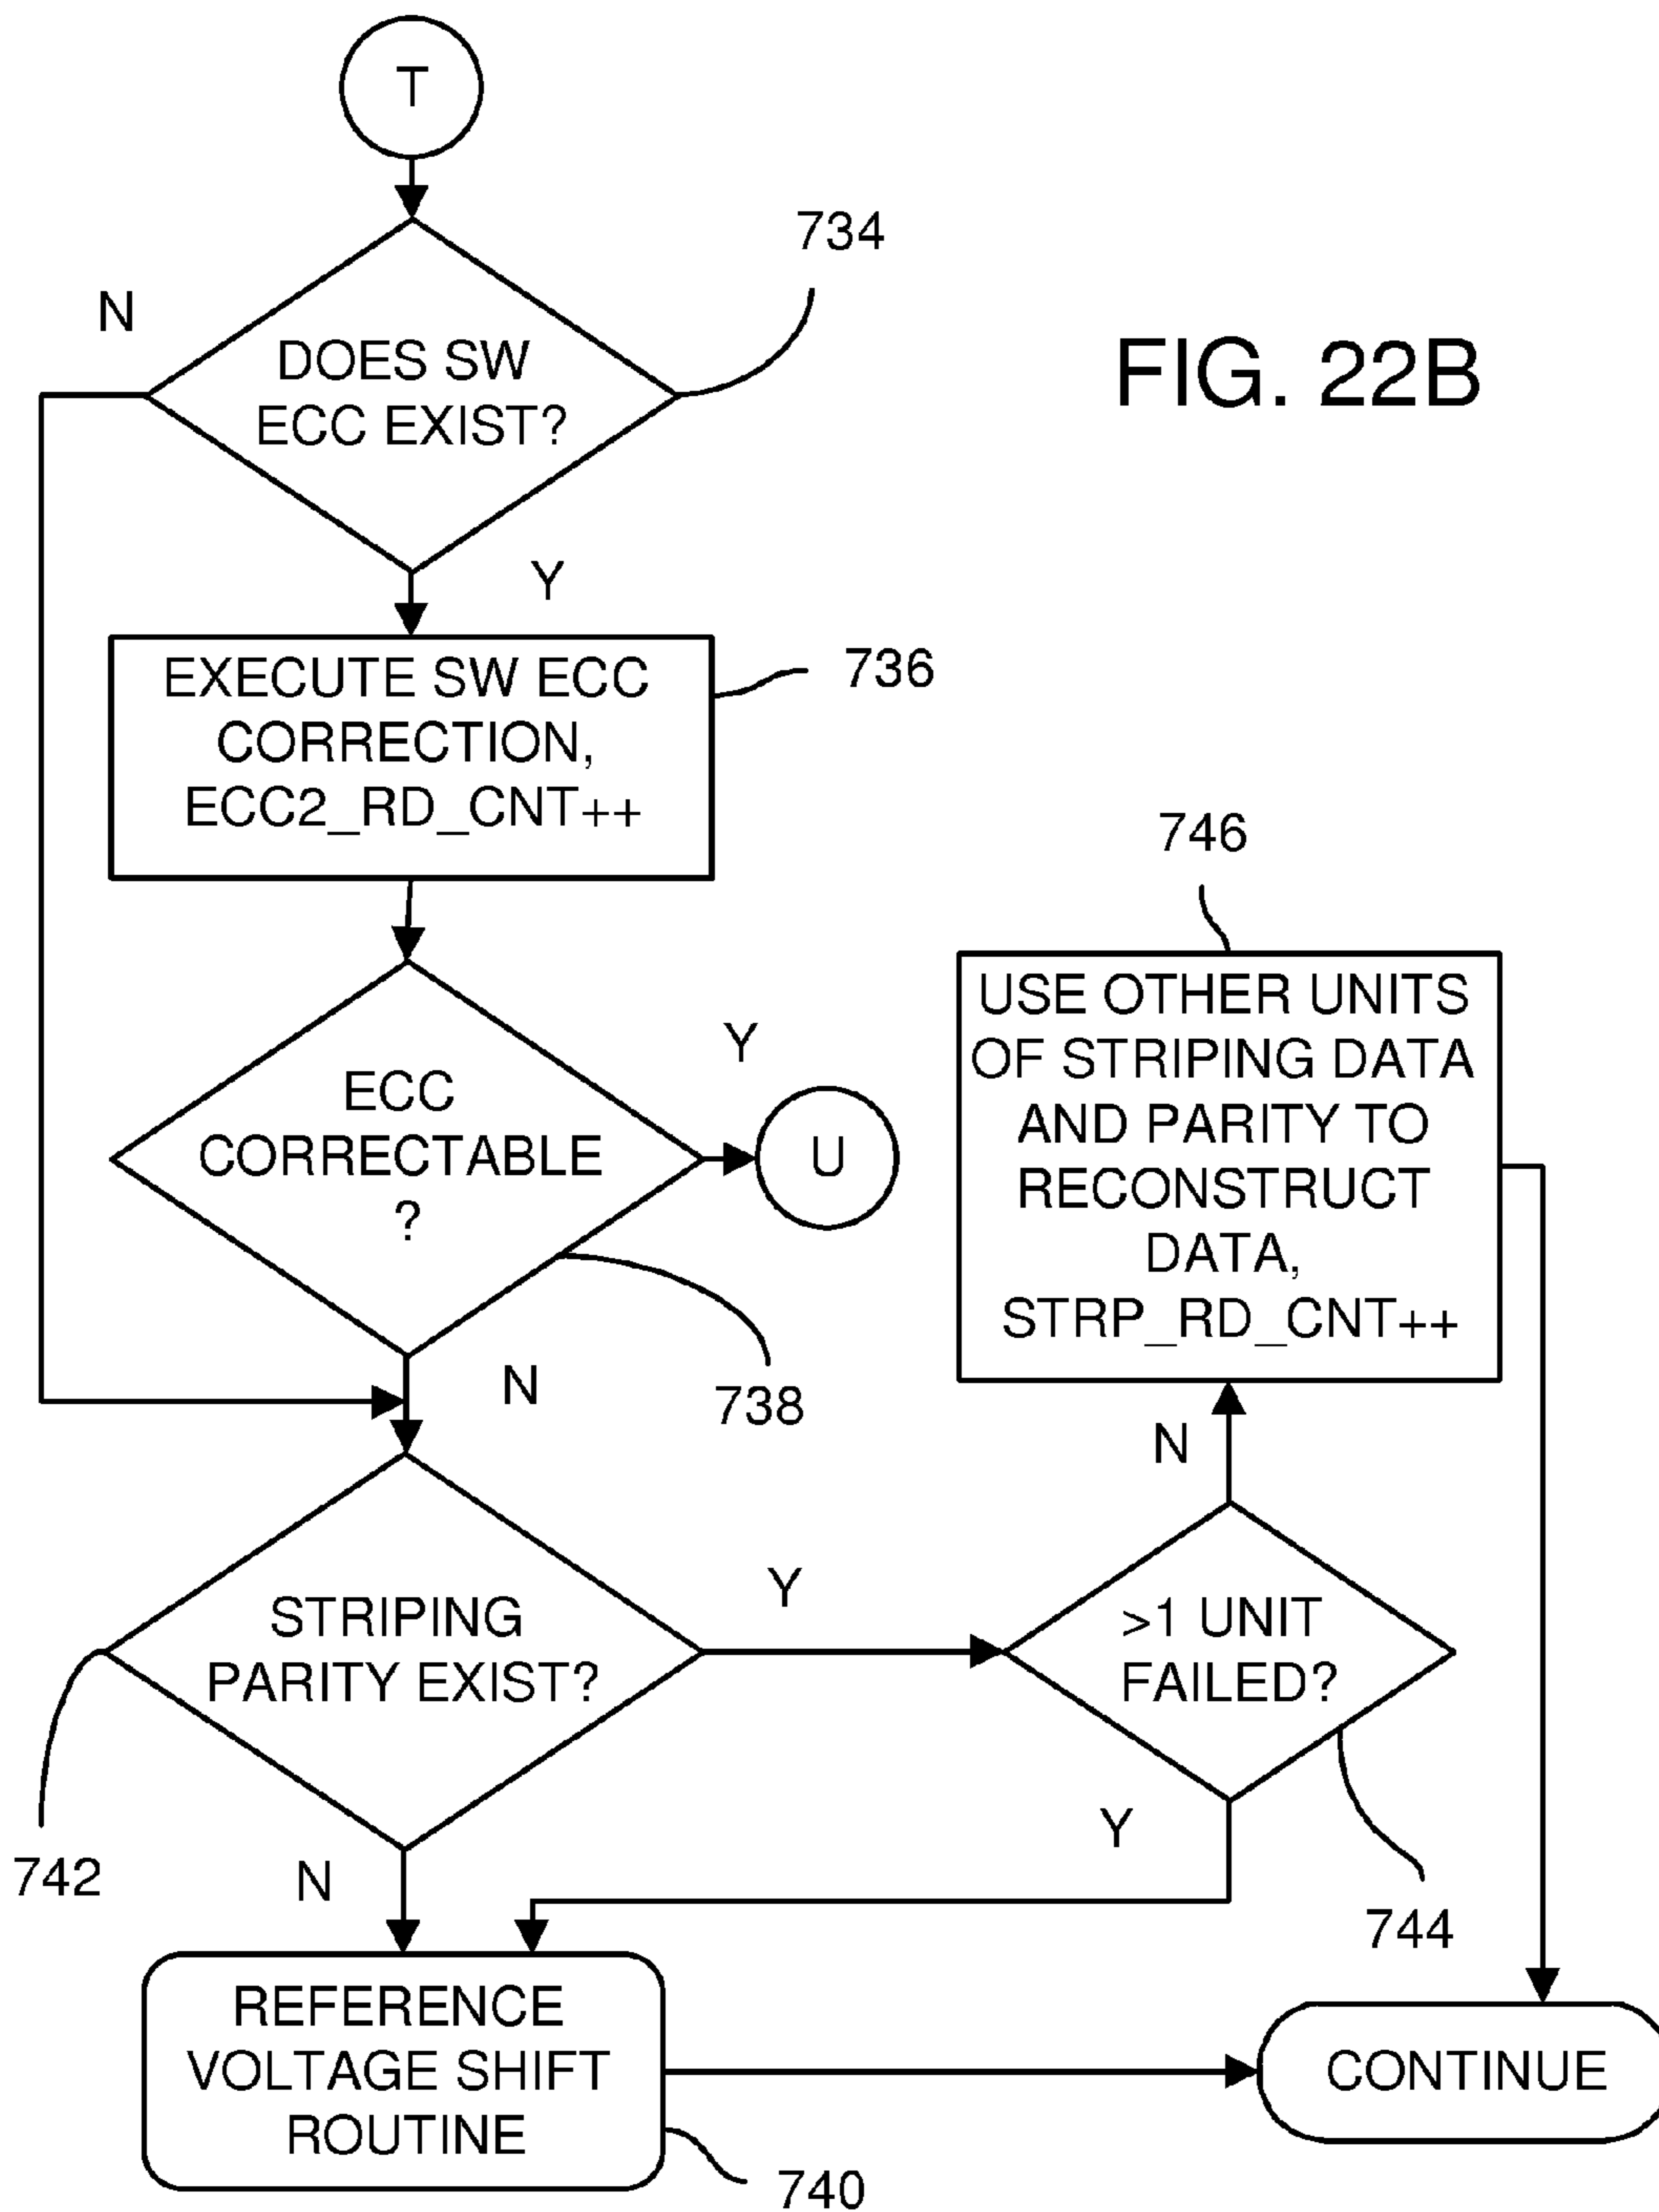 T
734
N
DOES SW
ECC EXIST?
FIG. 22B
Y
EXECUTE SW ECC
CORRECTION,
ECC2_RD_CNT++
736
746
USE OTHER UNITS
OF STRIPING DATA
AND PARITY TO
RECONSTRUCT
DATA,
STRP_RD_CNT++
Y
ECC
CORRECTABLE
?
U
N
738
N
STRIPING
PARITY EXIST?
Y
>1 UNIT
FAILED?
742
N
Y
744
REFERENCE
VOLTAGE SHIFT
ROUTINE
CONTINUE
740